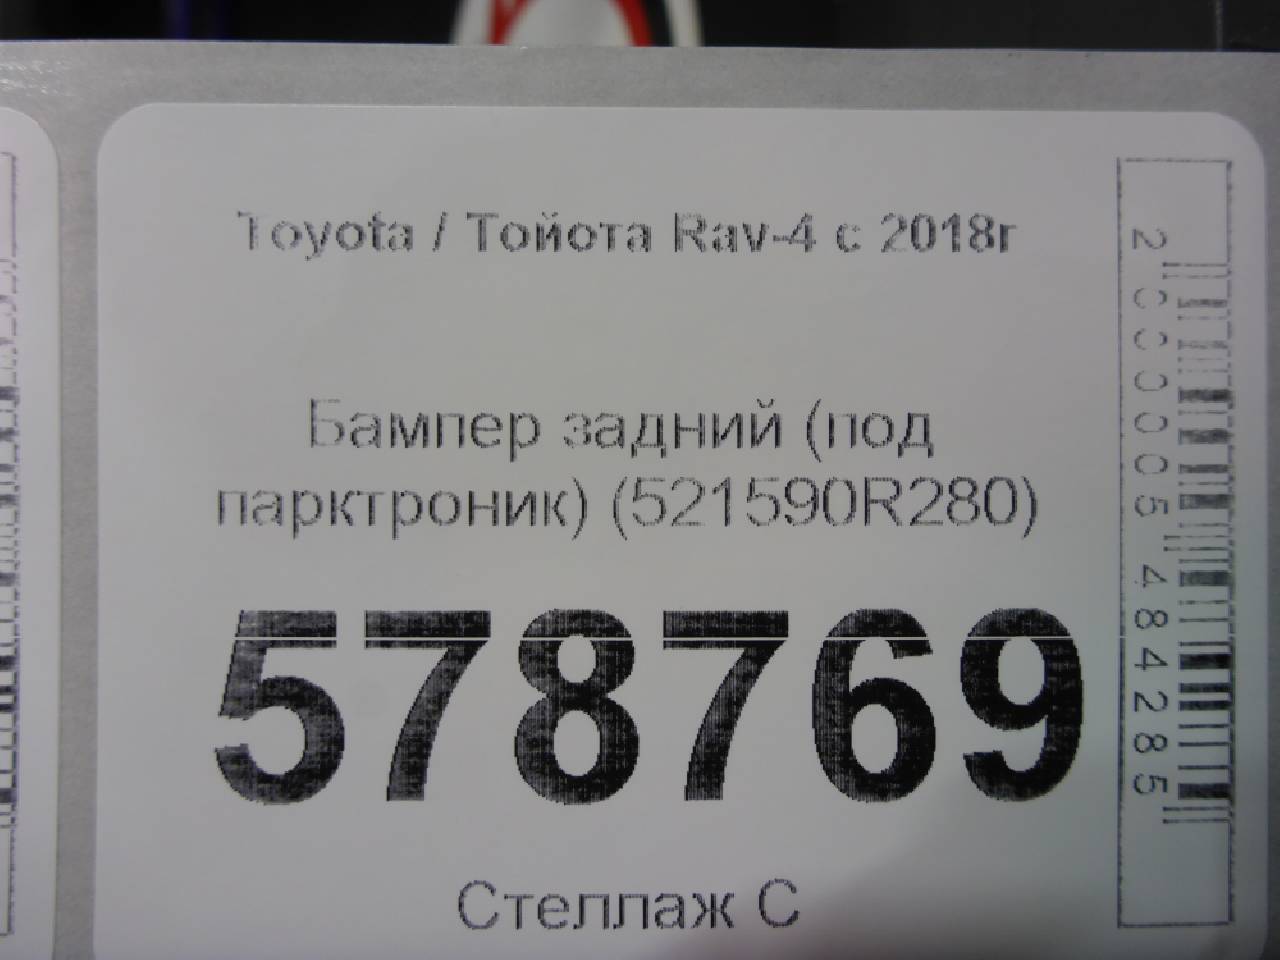 Toyota / Тойота Rav-4 с 2018г
Бампер задний (под
парктроник) (521590R280)
578769
Стеллаж С
2000005484285